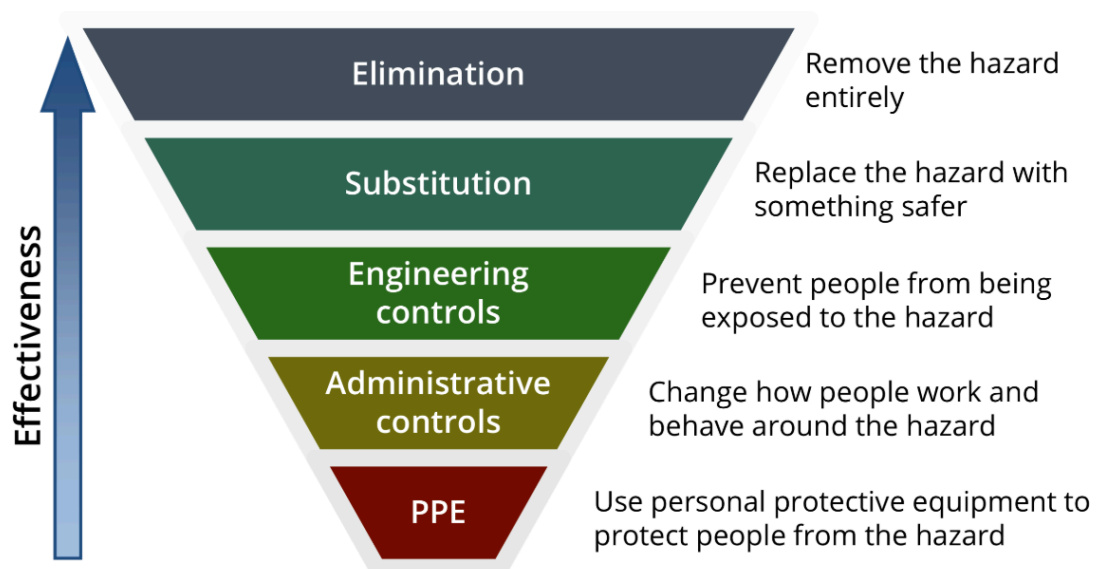 Effectiveness
Elimination
Remove the hazard
entirely
Substitution
Replace the hazard with
something safer
Engineering
controls
Prevent people from being
exposed to the hazard
Administrative
controls
Change how people work and
behave around the hazard
PPE
Use personal protective equipment to
protect people from the hazard